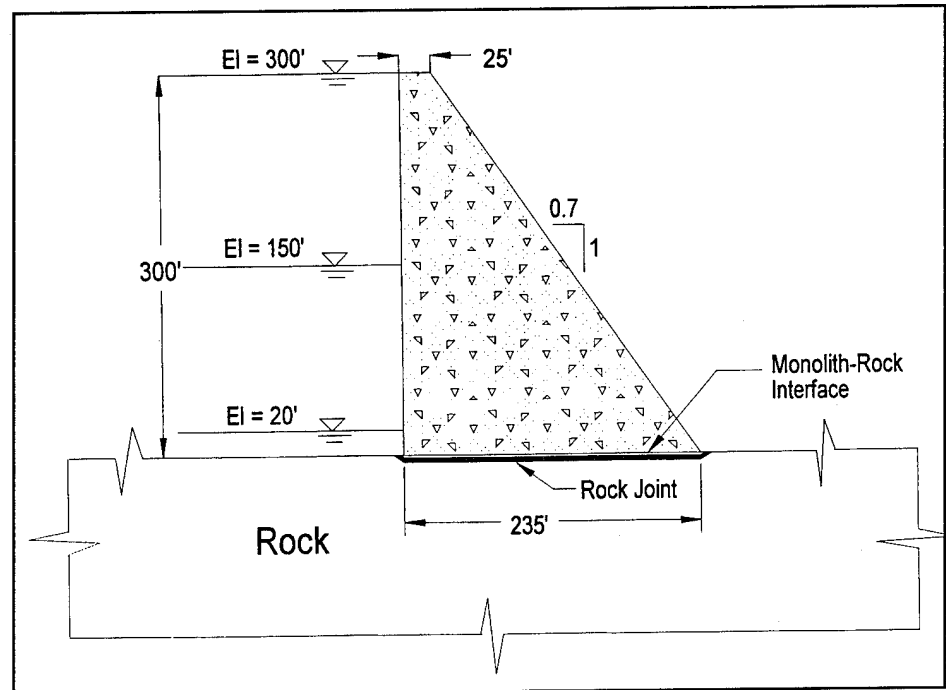 El = 300'
25'
0.7
1
El = 150'
300'
Monolith-Rock
Interface
El = 20'
Rock Joint
235'
Rock